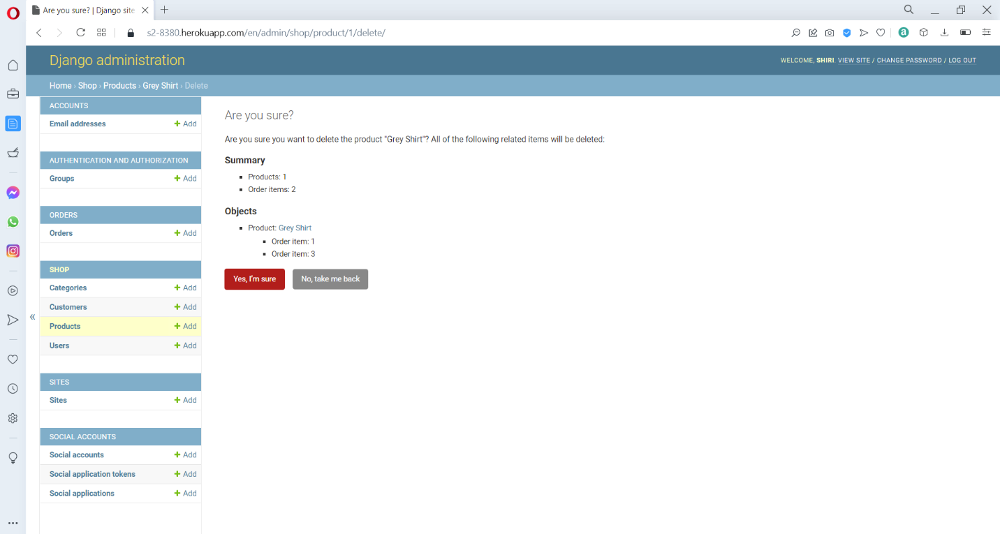 Are you sure? | Django site
s2-8380.herokuapp.com/en/admin/shop/product/1/delete/
a
Django administration
WELCOME, SHIRI. VIEW SITE / CHANGE PASSWORD / LOG OUT
Home › Shop › Products › Grey Shirt › Delete
ACCOUNTS
Email addresses + Add
AUTHENTICATION AND AUTHORIZATION
Groups + Add
ORDERS
Orders + Add
SHOP
Categories + Add
Customers + Add
Products + Add
Users + Add
SITES
Sites + Add
SOCIAL ACCOUNTS
Social accounts + Add
Social application tokens + Add
Social applications + Add
«
Are you sure?
Are you sure you want to delete the product "Grey Shirt"? All of the following related items will be deleted:
Summary
Products: 1
Order items: 2
Objects
Product: Grey Shirt
Order item: 1
Order item: 3
Yes, I'm sure No, take me back